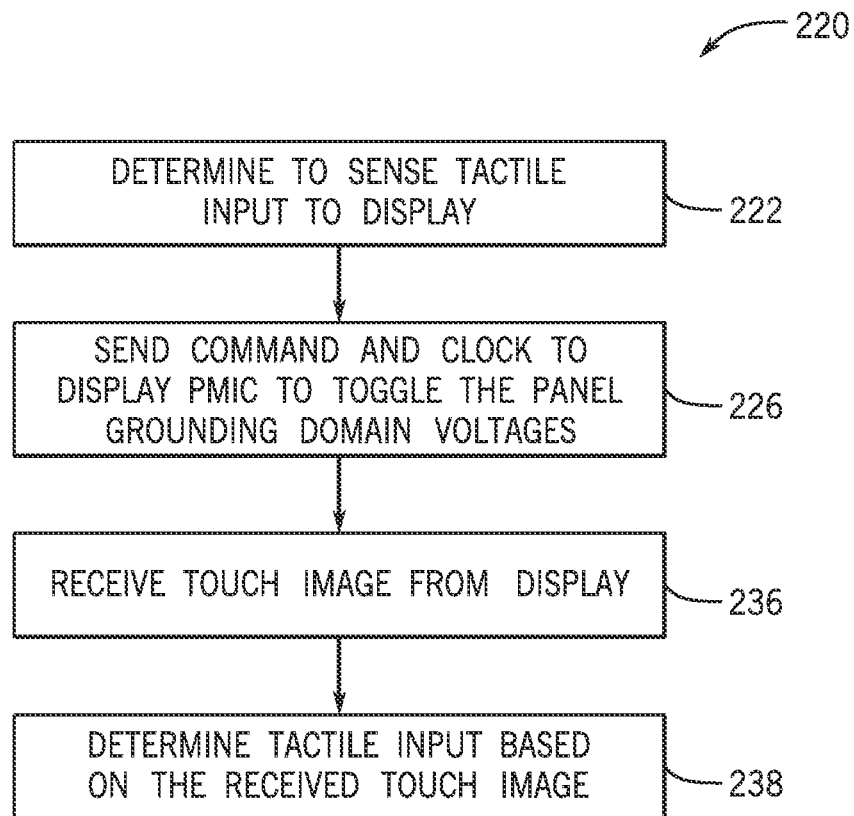 220
DETERMINE TO SENSE TACTILE
INPUT TO DISPLAY
222
SEND COMMAND AND CLOCK TO
DISPLAY PMIC TO TOGGLE THE PANEL
GROUNDING DOMAIN VOLTAGES
226
RECEIVE TOUCH IMAGE FROM DISPLAY
236
DETERMINE TACTILE INPUT BASED
ON THE RECEIVED TOUCH IMAGE
238